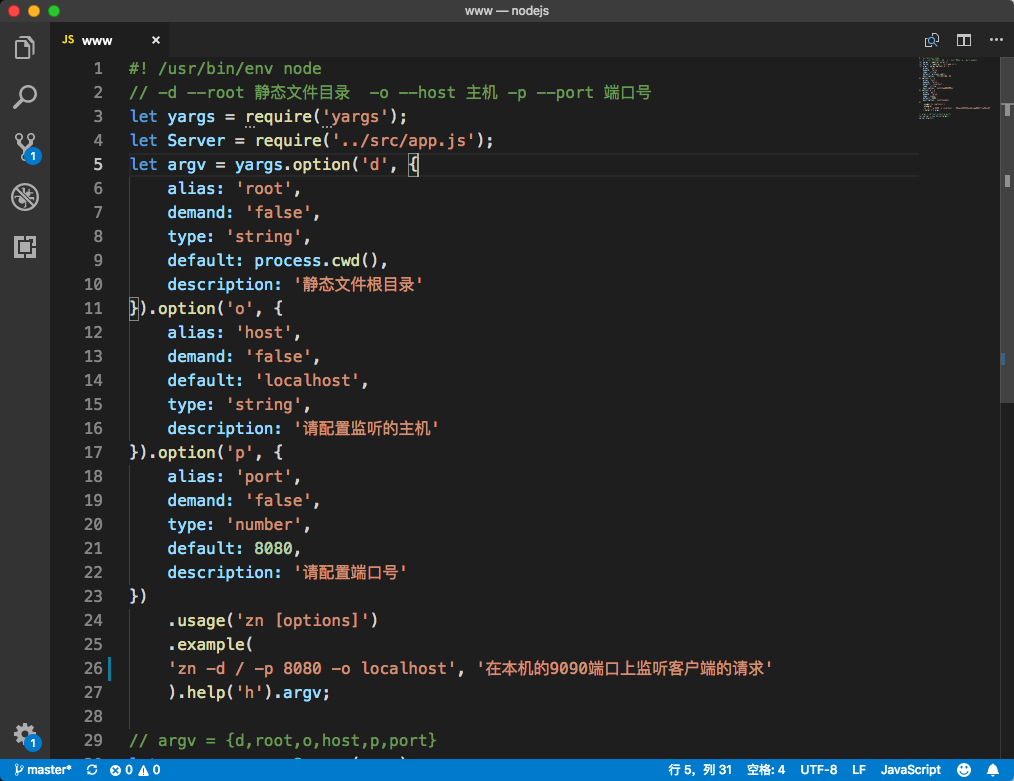 www — nodejs
JS www ×
1 #! /usr/bin/env node
2 // -d --root 静态文件目录  -o --host 主机 -p --port 端口号
3 let yargs = require('yargs');
4 let Server = require('../src/app.js');
5 let argv = yargs.option('d', {
6     alias: 'root',
7     demand: 'false',
8     type: 'string',
9     default: process.cwd(),
10     description: '静态文件根目录'
11 }).option('o', {
12     alias: 'host',
13     demand: 'false',
14     default: 'localhost',
15     type: 'string',
16     description: '请配置监听的主机'
17 }).option('p', {
18     alias: 'port',
19     demand: 'false',
20     type: 'number',
21     default: 8080,
22     description: '请配置端口号'
23 })
24     .usage('zn [options]')
25     .example(
26     'zn -d / -p 8080 -o localhost', '在本机的9090端口上监听客户端的请求'
27     ).help('h').argv;
28
29 // argv = {d,root,o,host,p,port}
1
1
master* 0 0 行 5，列 31 空格: 4 UTF-8 LF JavaScript